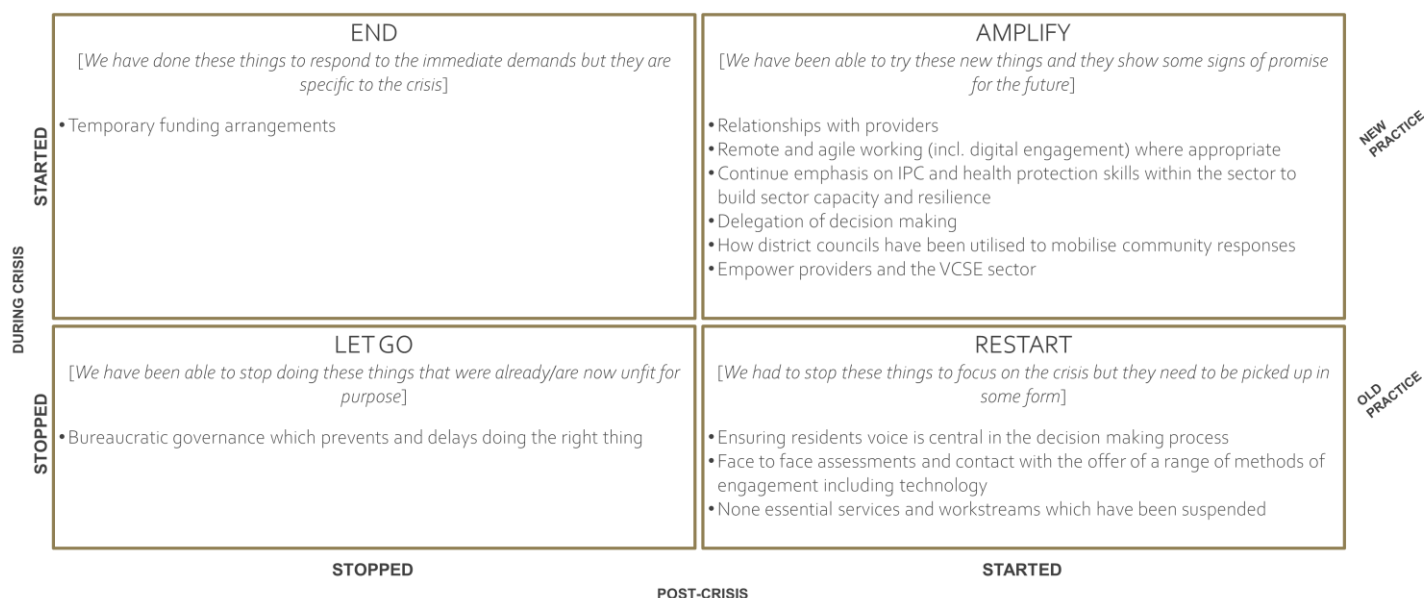 END
[We have done these things to respond to the immediate demands but they are
specific to the crisis]
• Temporary funding arrangements
AMPLIFY
[We have been able to try these new things and they show some signs of promise
for the future]
• Relationships with providers
• Remote and agile working (incl. digital engagement) where appropriate
• Continue emphasis on IPC and health protection skills within the sector to
build sector capacity and resilience
• Delegation of decision making
• How district councils have been utilised to mobilise community responses
• Empower providers and the VCSE sector
NEW
PRACTICE
STARTED
DURING CRISIS
LET GO
[We have been able to stop doing these things that were already/are now unfit for
purpose]
• Bureaucratic governance which prevents and delays doing the right thing
RESTART
[We had to stop these things to focus on the crisis but they need to be picked up in
some form]
• Ensuring residents voice is central in the decision making process
• Face to face assessments and contact with the offer of a range of methods of
engagement including technology
• None essential services and workstreams which have been suspended
OLD
PRACTICE
STOPPED
STOPPED
STARTED
POST-CRISIS